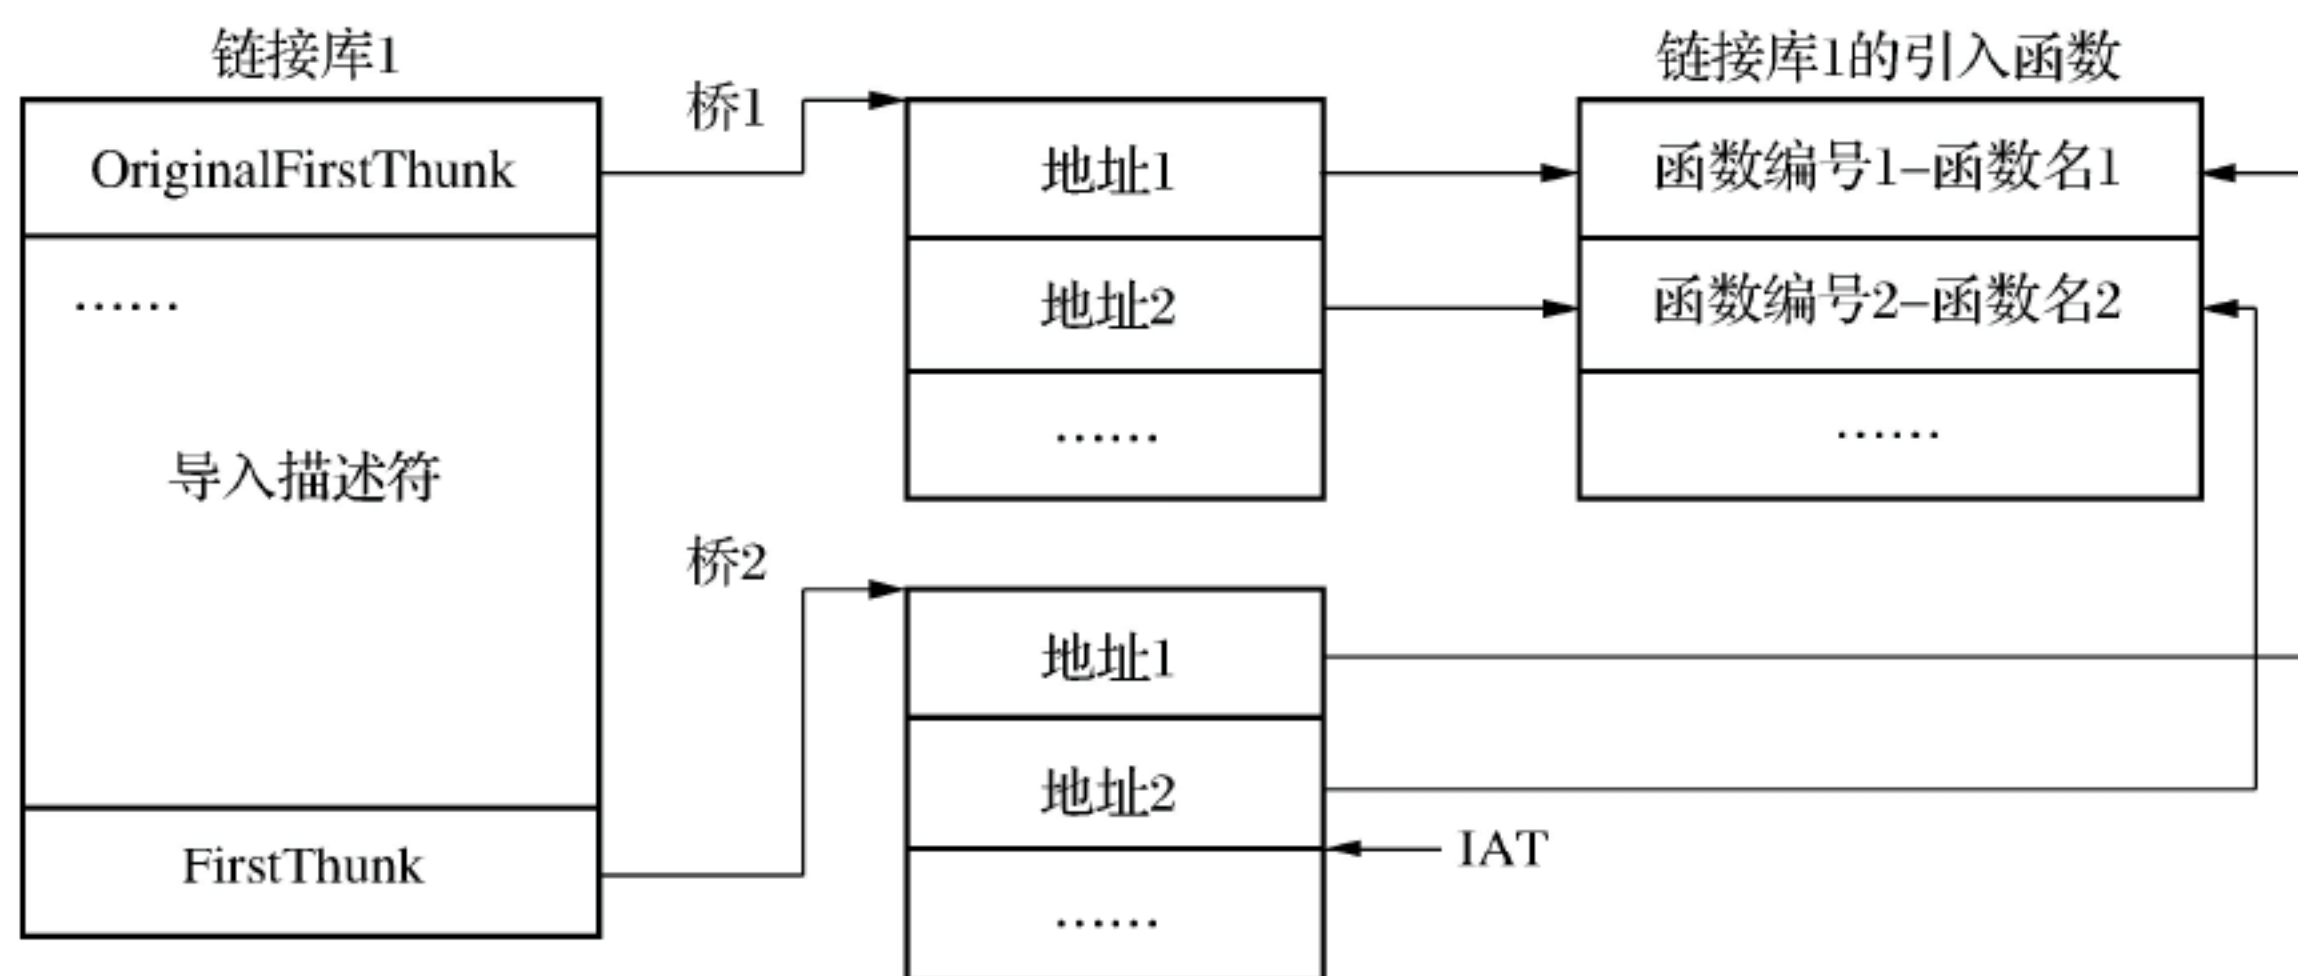 链接库1
OriginalFirstThunk
……
导入描述符
FirstThunk
桥1
地址1
地址2
……
链接库1的引入函数
函数编号1–函数名1
函数编号2–函数名2
……
桥2
地址1
地址2
……
IAT